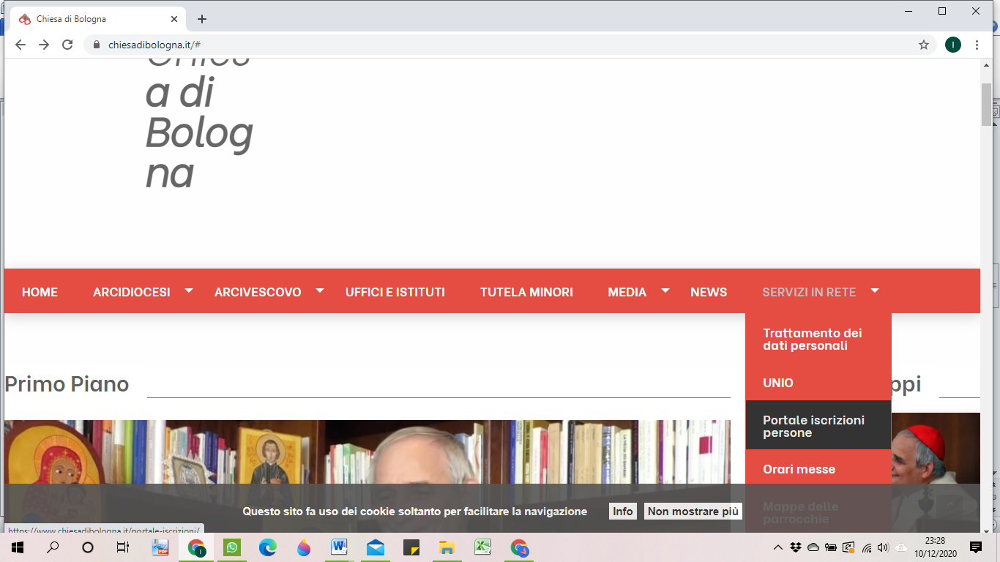 Chiesa di Bologna
chiesadibologna.it/#
I
Chies
a di
Bolog
na
HOME ARCIDIOCESI ARCIVESCOVO UFFICI E ISTITUTI TUTELA MINORI MEDIA NEWS SERVIZI IN RETE
Trattamento dei
dati personali
UNIO
Portale iscrizioni
persone
Orari messe
Mappe delle
parrocchie
Primo Piano
ppi
Questo sito fa uso dei cookie soltanto per facilitare la navigazione Info Non mostrare più
https://www.chiesadibologna.it/portale-iscrizioni/
PDF
23:28
10/12/2020